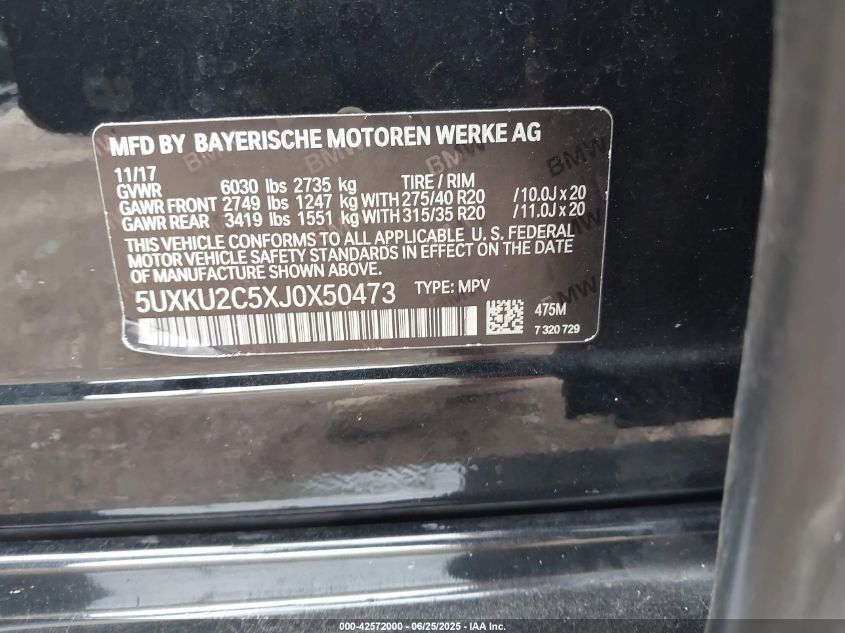 MFD BY BAYERISCHE MOTOREN WERKE AG
11/17
GVWR 6030 lbs 2735 kg TIRE / RIM
GAWR FRONT 2749 lbs 1247 kg WITH 275/40 R20 /10.0J x 20
GAWR REAR 3419 lbs 1551 kg WITH 315/35 R20 /11.0J x 20
THIS VEHICLE CONFORMS TO ALL APPLICABLE U. S. FEDERAL
MOTOR VEHICLE SAFETY STANDARDS IN EFFECT ON THE DATE
OF MANUFACTURE SHOWN ABOVE.
5UXKU2C5XJ0X50473 TYPE: MPV
475M
7 320 729
000-42572000 - 06/25/2025 - IAA Inc.